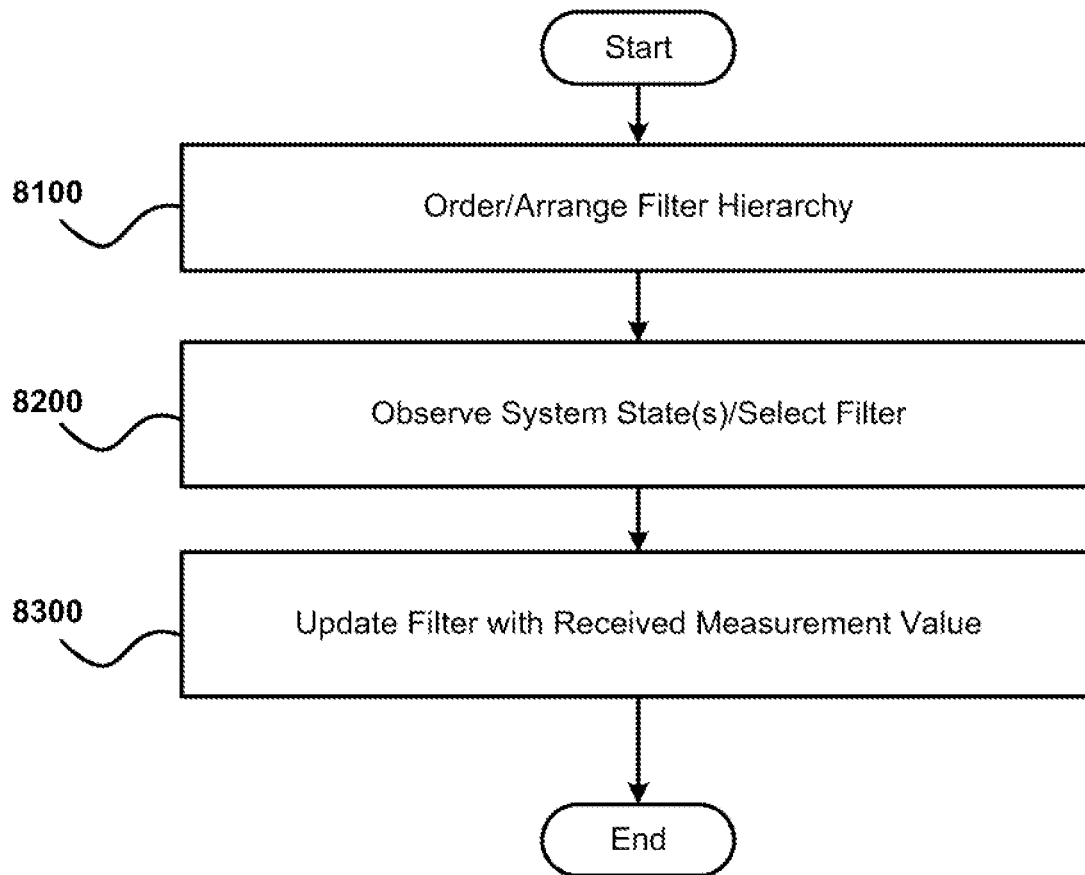 Start
8100
Order/Arrange Filter Hierarchy
8200
Observe System State(s)/Select Filter
8300
Update Filter with Received Measurement Value
End